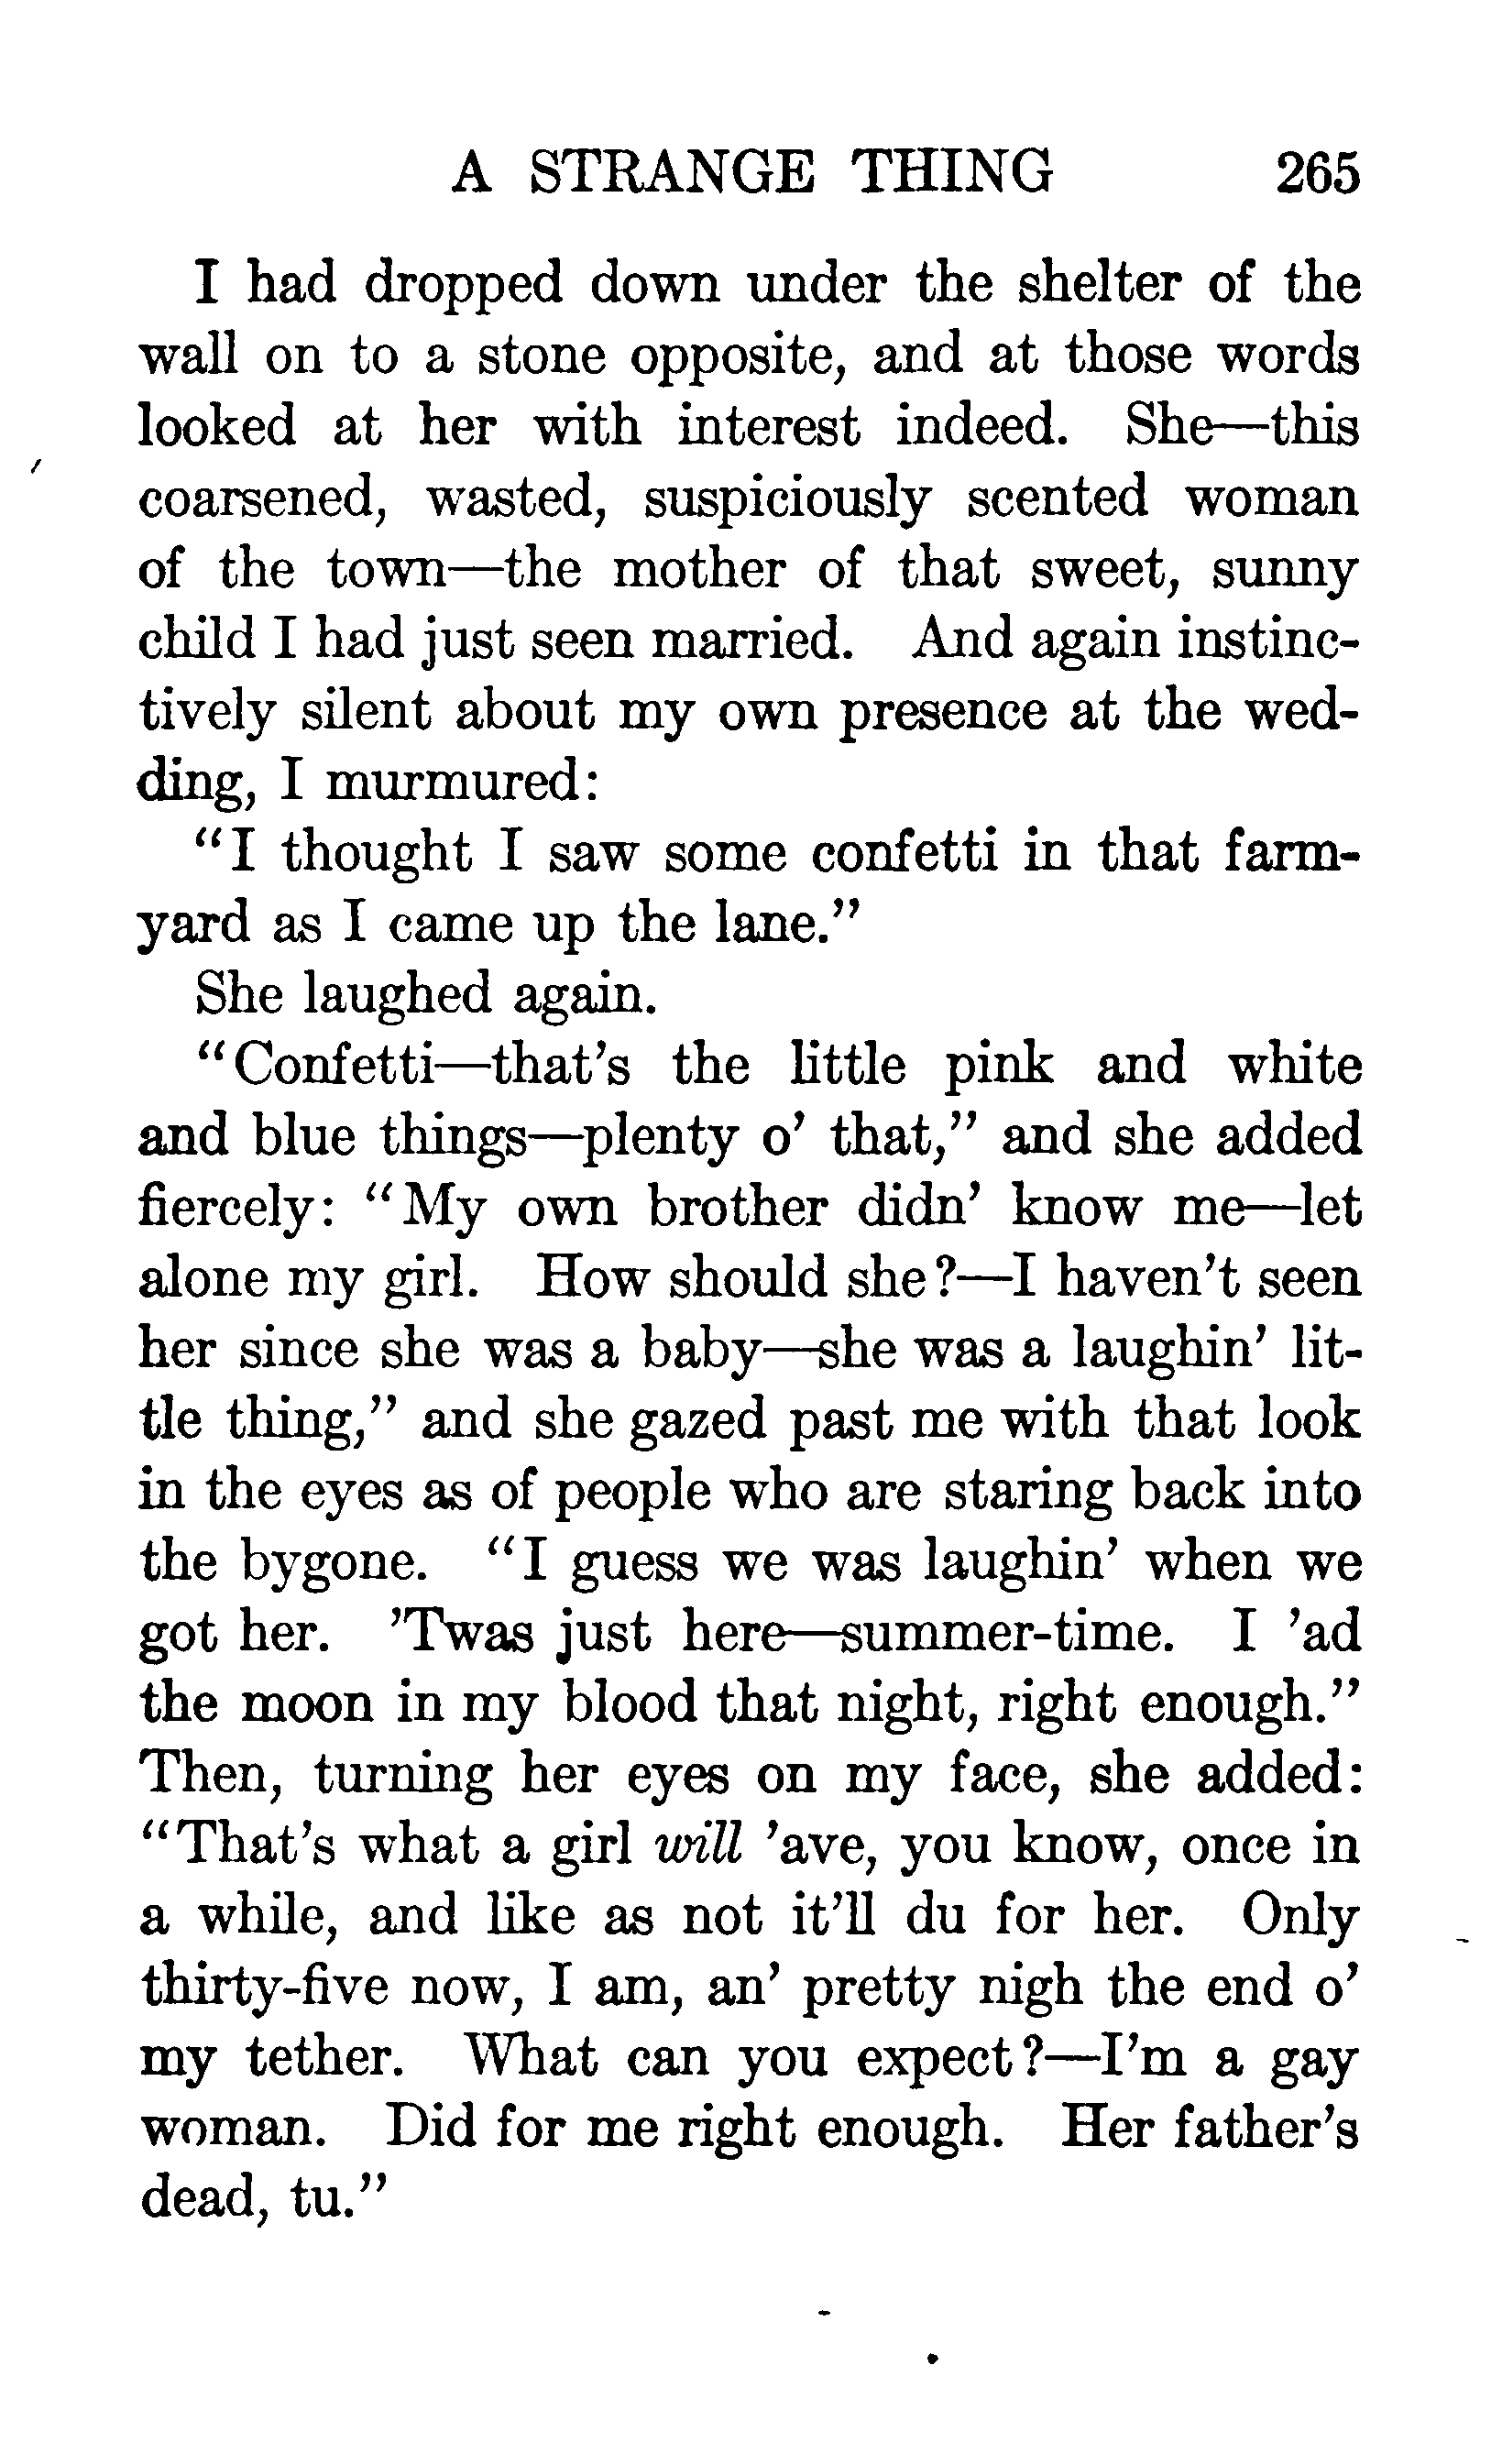 A STRANGE THING 265
I had dropped down under the shelter of the
wall on to a stone opposite, and at those words
looked at her with interest indeed. She—this
coarsened, wasted, suspiciously scented woman
of the town—the mother of that sweet, sunny
child I had just seen married. And again instinc-
tively silent about my own presence at the wed-
ding, I murmured:
“I thought I saw some confetti in that farm-
yard as I came up the lane.”
She laughed again.
“Confetti—that’s the little pink and white
and blue things—plenty o’ that,” and she added
fiercely: “My own brother didn’ know me—let
alone my girl. How should she?—I haven’t seen
her since she was a baby—she was a laughin’ lit-
tle thing,” and she gazed past me with that look
in the eyes as of people who are staring back into
the bygone. “I guess we was laughin’ when we
got her. ’Twas just here—summer-time. I ’ad
the moon in my blood that night, right enough.”
Then, turning her eyes on my face, she added:
“That’s what a girl will ’ave, you know, once in
a while, and like as not it’ll du for her. Only
thirty-five now, I am, an’ pretty nigh the end o’
my tether. What can you expect?—I’m a gay
woman. Did for me right enough. Her father’s
dead, tu.”